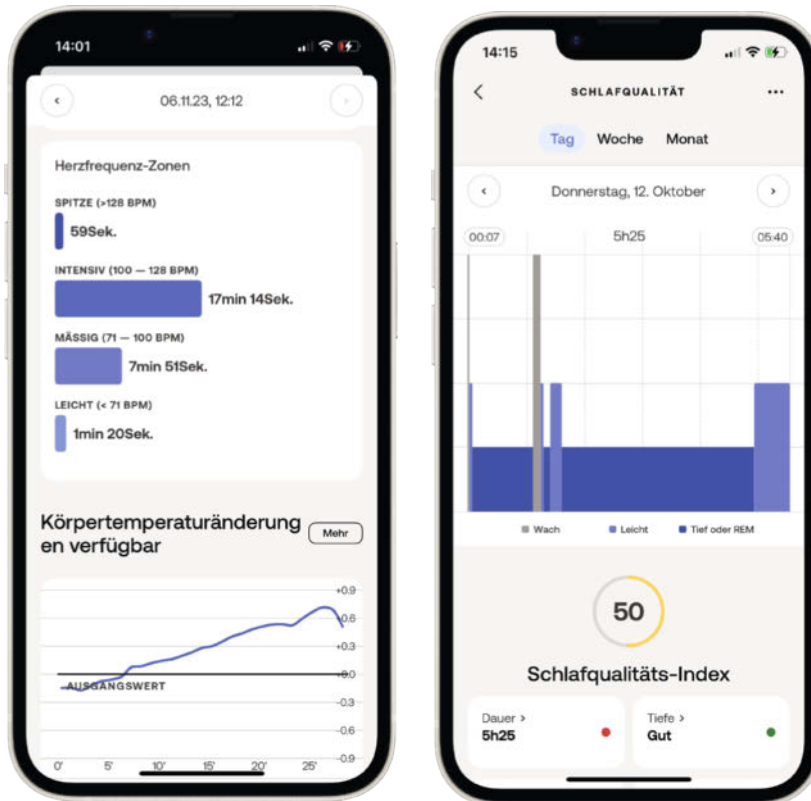 14:01
06.11.23, 12:12
Herzfrequenz-Zonen
SPITZE (>128 BPM)
59Sek.
INTENSIV (100 — 128 BPM)
17min 14Sek.
MÄSSIG (71 — 100 BPM)
7min 51Sek.
LEICHT (< 71 BPM)
1min 20Sek.
Körpertemperaturänderung
en verfügbar
Mehr
+0.9
+0.6
+0.3
+0.0
AUSGANGSWERT
-0.3
-0.6
-0.9
0' 5' 10' 15' 20' 25'
14:15
SCHLAFQUALITÄT
Tag Woche Monat
Donnerstag, 12. Oktober
00:07 5h25 05:40
Wach Leicht Tief oder REM
50
Schlafqualitäts-Index
Dauer > Tiefe >
5h25 Gut